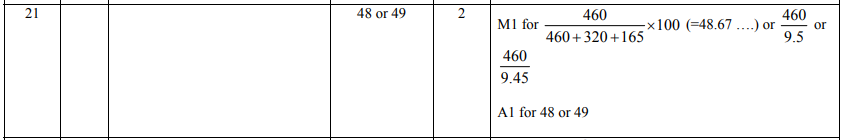 21 48 or 49 2 M1 for 460/(460+320+165) ×100 (=48.67 ….) or 460/9.5 or
460/9.45
A1 for 48 or 49